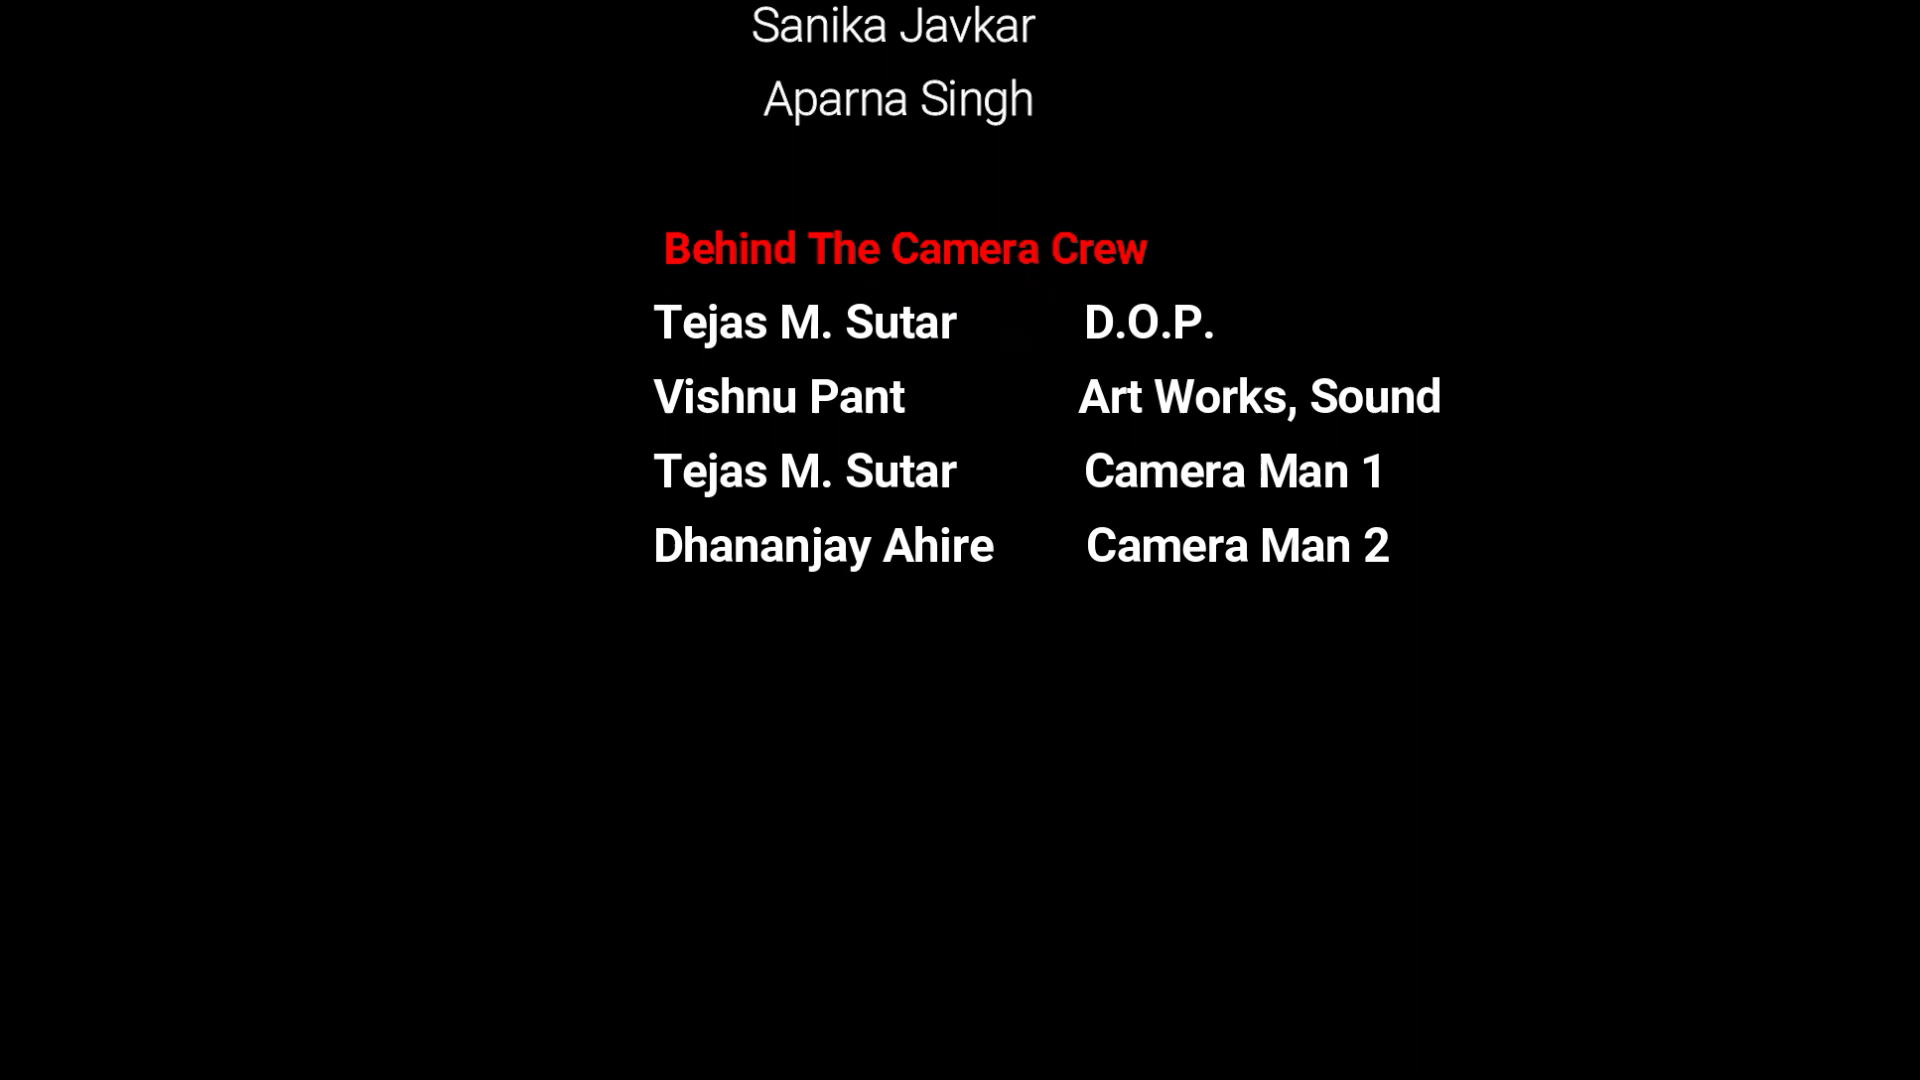 Sanika Javkar
Aparna Singh
Behind The Camera Crew
Tejas M. Sutar D.O.P.
Vishnu Pant Art Works, Sound
Tejas M. Sutar Camera Man 1
Dhananjay Ahire Camera Man 2